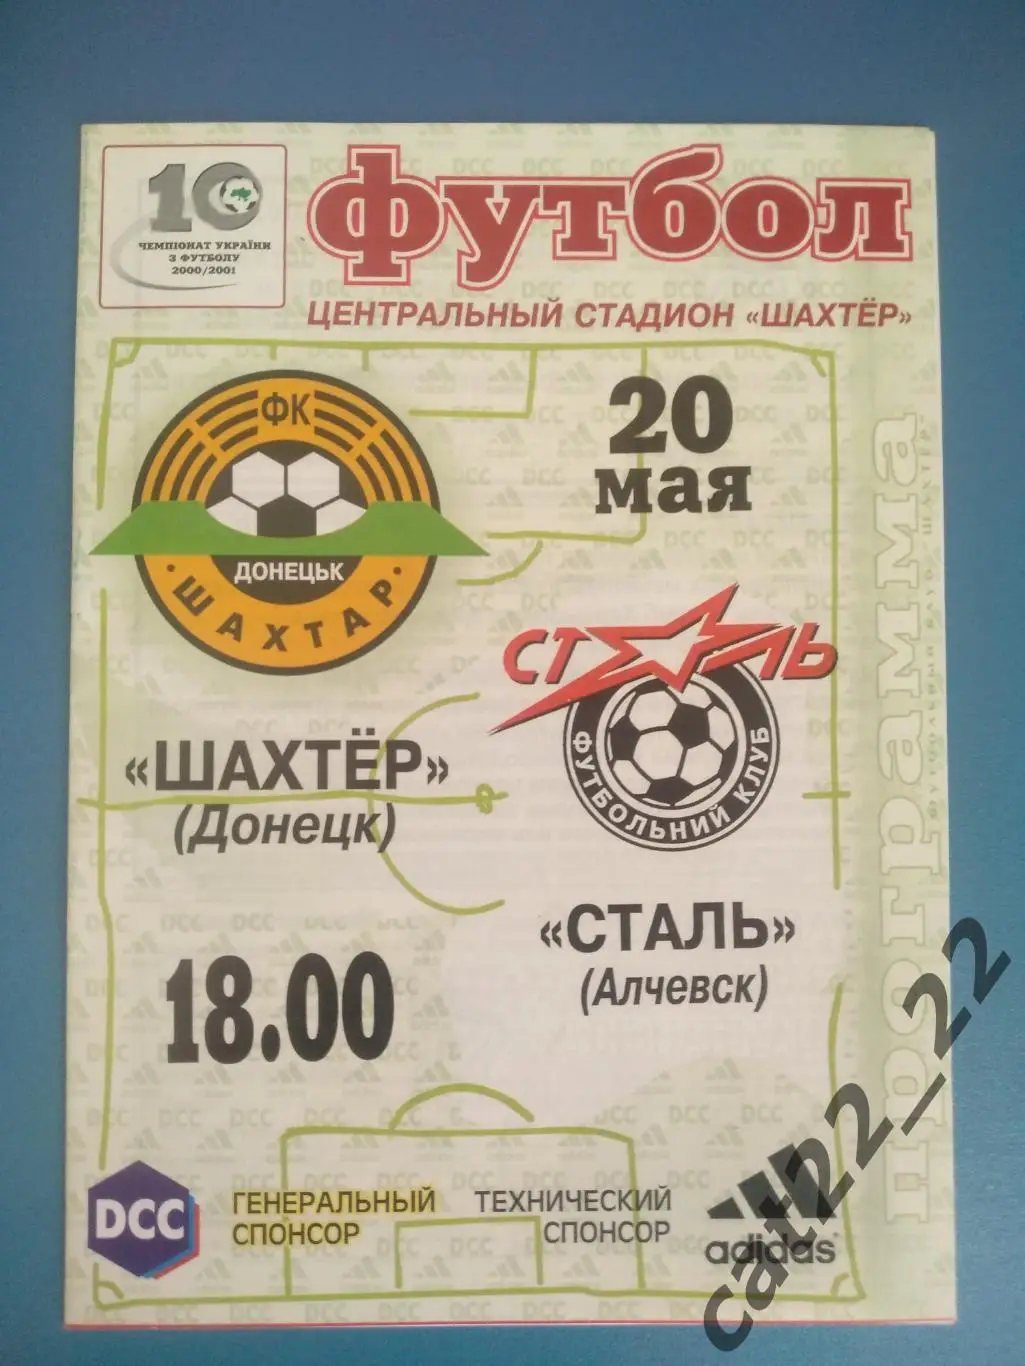 10
ЧЕМПІОНАТ УКРАЇНИ
З ФУТБОЛУ
2000/2001
футбол
ЦЕНТРАЛЬНЫЙ СТАДИОН «ШАХТЁР»
ФК
ДОНЕЦЬК
· ШАХТАР ·
20
мая
СТАЛЬ
ФУТБОЛЬНИЙ КЛУБ
«ШАХТЁР»
(Донецк)
«СТАЛЬ»
(Алчевск)
18.00
программа
DCC
ГЕНЕРАЛЬНЫЙ
СПОНСОР
ТЕХНИЧЕСКИЙ
СПОНСОР
adidas
cat22_22